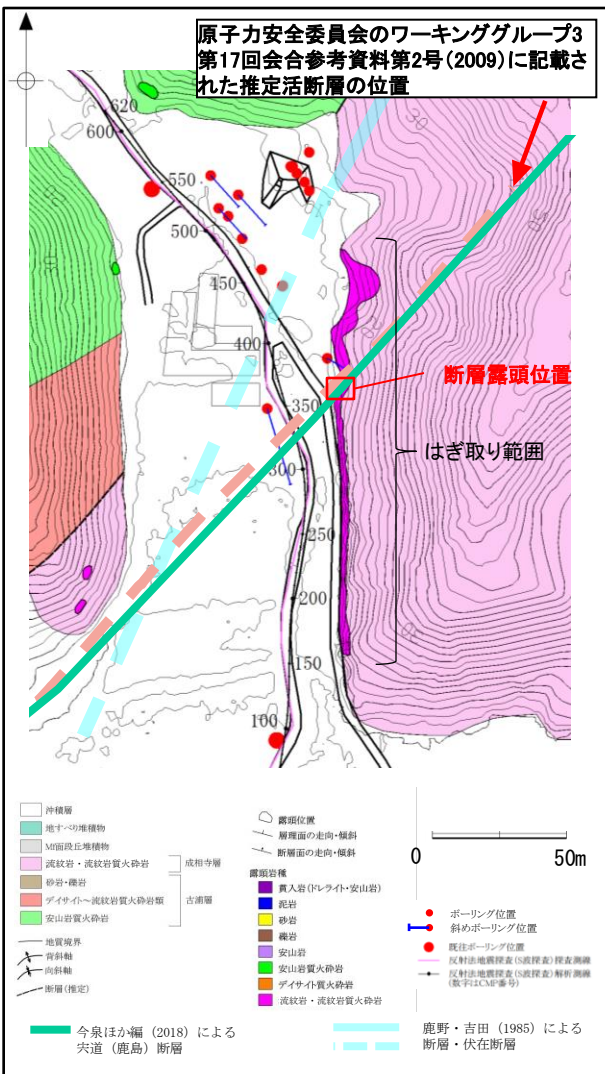 原子力安全委員会のワーキンググループ3
第17回会合参考資料第2号(2009)に記載さ
れた推定活断層の位置
620
600
550
500
450
400
断層露頭位置
350
はぎ取り範囲
300
250
200
150
100
沖積層
地すべり堆積物
M1面段丘堆積物
流紋岩・流紋岩質火砕岩
成相寺層
砂岩・礫岩
デイサイト〜流紋岩質火砕岩類
古浦層
安山岩質火砕岩
地質境界
背斜軸
向斜軸
断層(推定)
露頭位置
層理面の走向・傾斜
断層面の走向・傾斜
露頭岩種
貫入岩(ドレライト・安山岩)
泥岩
砂岩
礫岩
安山岩
安山岩質火砕岩
デイサイト質火砕岩
流紋岩・流紋岩質火砕岩
0 50m
ボーリング位置
斜めボーリング位置
既往ボーリング位置
反射法地震探査(S波探査)探査測線
反射法地震探査(S波探査)解析測線
(数字はCMP番号)
今泉ほか編(2018)による
宍道(鹿島)断層
鹿野・吉田(1985)による
断層・伏在断層